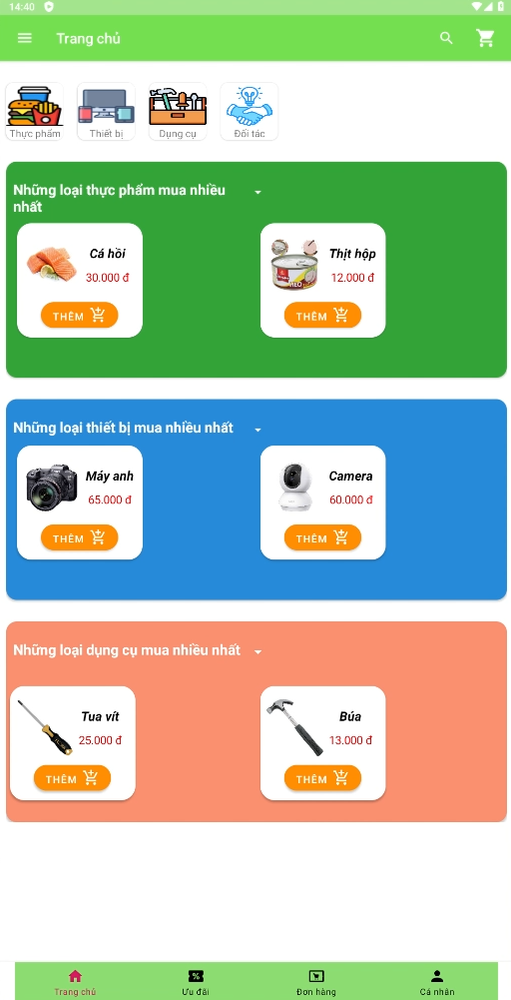 14:40
Trang chủ
Thực phẩm
Thiết bị
Dụng cụ
Đối tác
Những loại thực phẩm mua nhiều
nhất
Cá hồi
30.000 đ
THÊM
Thịt hộp
12.000 đ
THÊM
Những loại thiết bị mua nhiều nhất
Máy anh
65.000 đ
THÊM
Camera
60.000 đ
THÊM
Những loại dụng cụ mua nhiều nhất
Tua vít
25.000 đ
THÊM
Búa
13.000 đ
THÊM
Trang chủ
Ưu đãi
Đơn hàng
Cá nhân